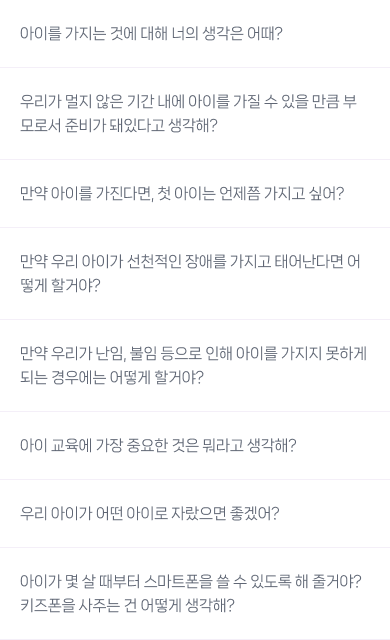 아이를 가지는 것에 대해 너의 생각은 어때?
우리가 멀지 않은 기간 내에 아이를 가질 수 있을 만큼 부
모로서 준비가 돼있다고 생각해?
만약 아이를 가진다면, 첫 아이는 언제쯤 가지고 싶어?
만약 우리 아이가 선천적인 장애를 가지고 태어난다면 어
떻게 할거야?
만약 우리가 난임, 불임 등으로 인해 아이를 가지지 못하게
되는 경우에는 어떻게 할거야?
아이 교육에 가장 중요한 것은 뭐라고 생각해?
우리 아이가 어떤 아이로 자랐으면 좋겠어?
아이가 몇 살 때부터 스마트폰을 쓸 수 있도록 해 줄거야?
키즈폰을 사주는 건 어떻게 생각해?